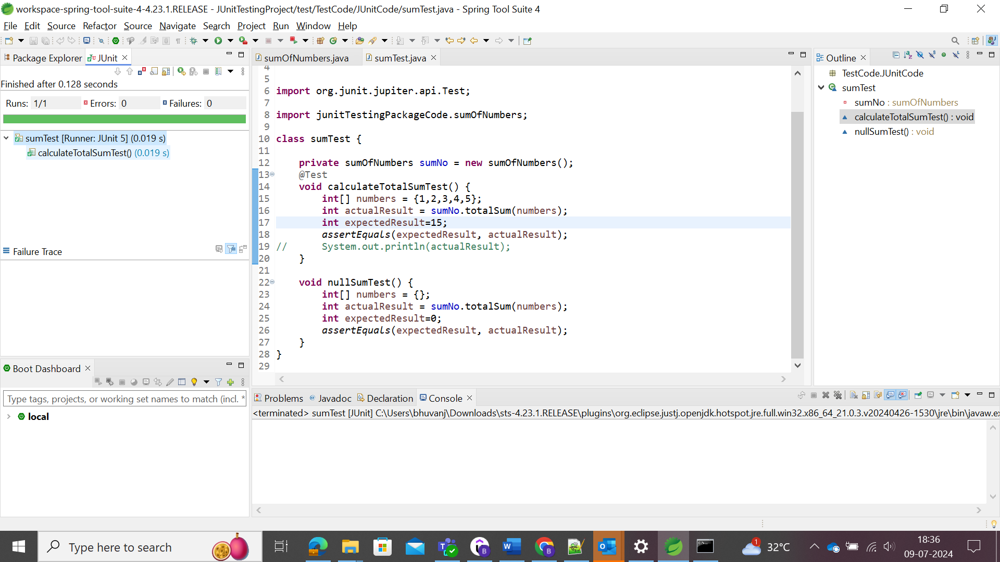 workspace-spring-tool-suite-4-4.23.1.RELEASE - JUnitTestingProject/test/TestCode/JUnitCode/sumTest.java - Spring Tool Suite 4
File Edit Source Refactor Source Navigate Search Project Run Window Help
Package Explorer JUnit
Finished after 0.128 seconds
Runs: 1/1 Errors: 0 Failures: 0
sumTest [Runner: JUnit 5] (0.019 s)
calculateTotalSumTest() (0.019 s)
Failure Trace
Boot Dashboard
Type tags, projects, or working set names to match (incl. *
local
sumOfNumbers.java sumTest.java
4
5
6 import org.junit.jupiter.api.Test;
7
8 import junitTestingPackageCode.sumOfNumbers;
9
10 class sumTest {
11
12 private sumOfNumbers sumNo = new sumOfNumbers();
13 @Test
14 void calculateTotalSumTest() {
15 int[] numbers = {1,2,3,4,5};
16 int actualResult = sumNo.totalSum(numbers);
17 int expectedResult=15;
18 assertEquals(expectedResult, actualResult);
19 // System.out.println(actualResult);
20 }
21
22 void nullSumTest() {
23 int[] numbers = {};
24 int actualResult = sumNo.totalSum(numbers);
25 int expectedResult=0;
26 assertEquals(expectedResult, actualResult);
27 }
28 }
29
Outline
TestCode.JUnitCode
sumTest
sumNo : sumOfNumbers
calculateTotalSumTest() : void
nullSumTest() : void
Problems Javadoc Declaration Console
<terminated> sumTest [JUnit] C:\Users\bhuvanj\Downloads\sts-4.23.1.RELEASE\plugins\org.eclipse.justj.openjdk.hotspot.jre.full.win32.x86_64_21.0.3.v20240426-1530\jre\bin\javaw.ex
Type here to search
1
32°C
18:36
09-07-2024